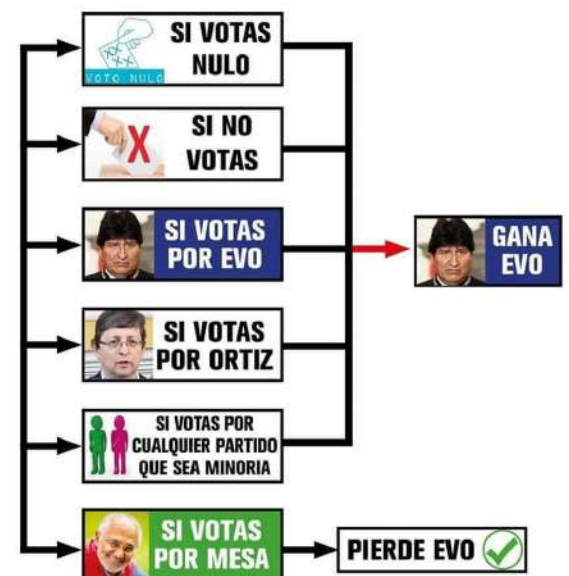 SI VOTAS
NULO
VOTO NULO
SI NO
VOTAS
SI VOTAS
POR EVO
GANA
EVO
SI VOTAS
POR ORTIZ
SI VOTAS POR
CUALQUIER PARTIDO
QUE SEA MINORIA
SI VOTAS
POR MESA
PIERDE EVO